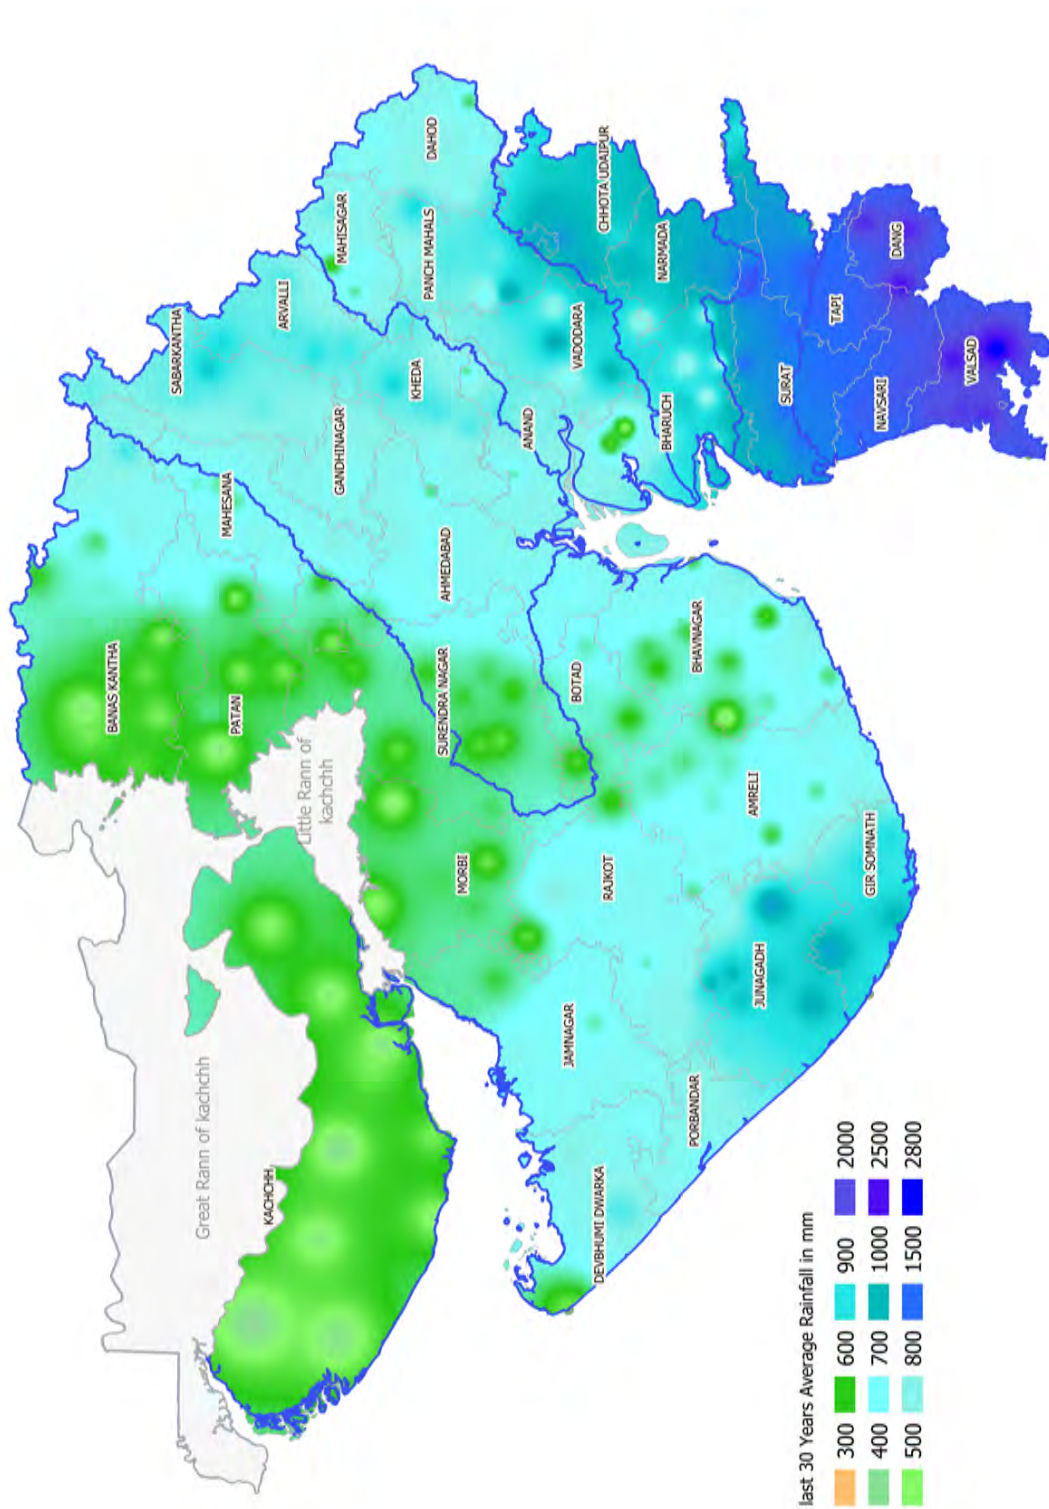 Great Rann of kachchh
KACHCHH
Little Rann of
kachchh
BANAS KANTHA
PATAN
MAHESANA
SABARKANTHA
ARVALLI
MAHISAGAR
DAHOD
PANCH MAHALS
KHEDA
GANDHINAGAR
AHMEDABAD
SURENDRA NAGAR
MORBI
ANAND
VADODARA
CHHOTA UDAIPUR
NARMADA
BHARUCH
BOTAD
BHAVNAGAR
RAJKOT
JAMNAGAR
DEVBHUMI DWARKA
PORBANDAR
JUNAGADH
AMRELI
GIR SOMNATH
SURAT
TAPI
DANG
NAVSARI
VALSAD
last 30 Years Average Rainfall in mm
300 600 900 2000
400 700 1000 2500
500 800 1500 2800